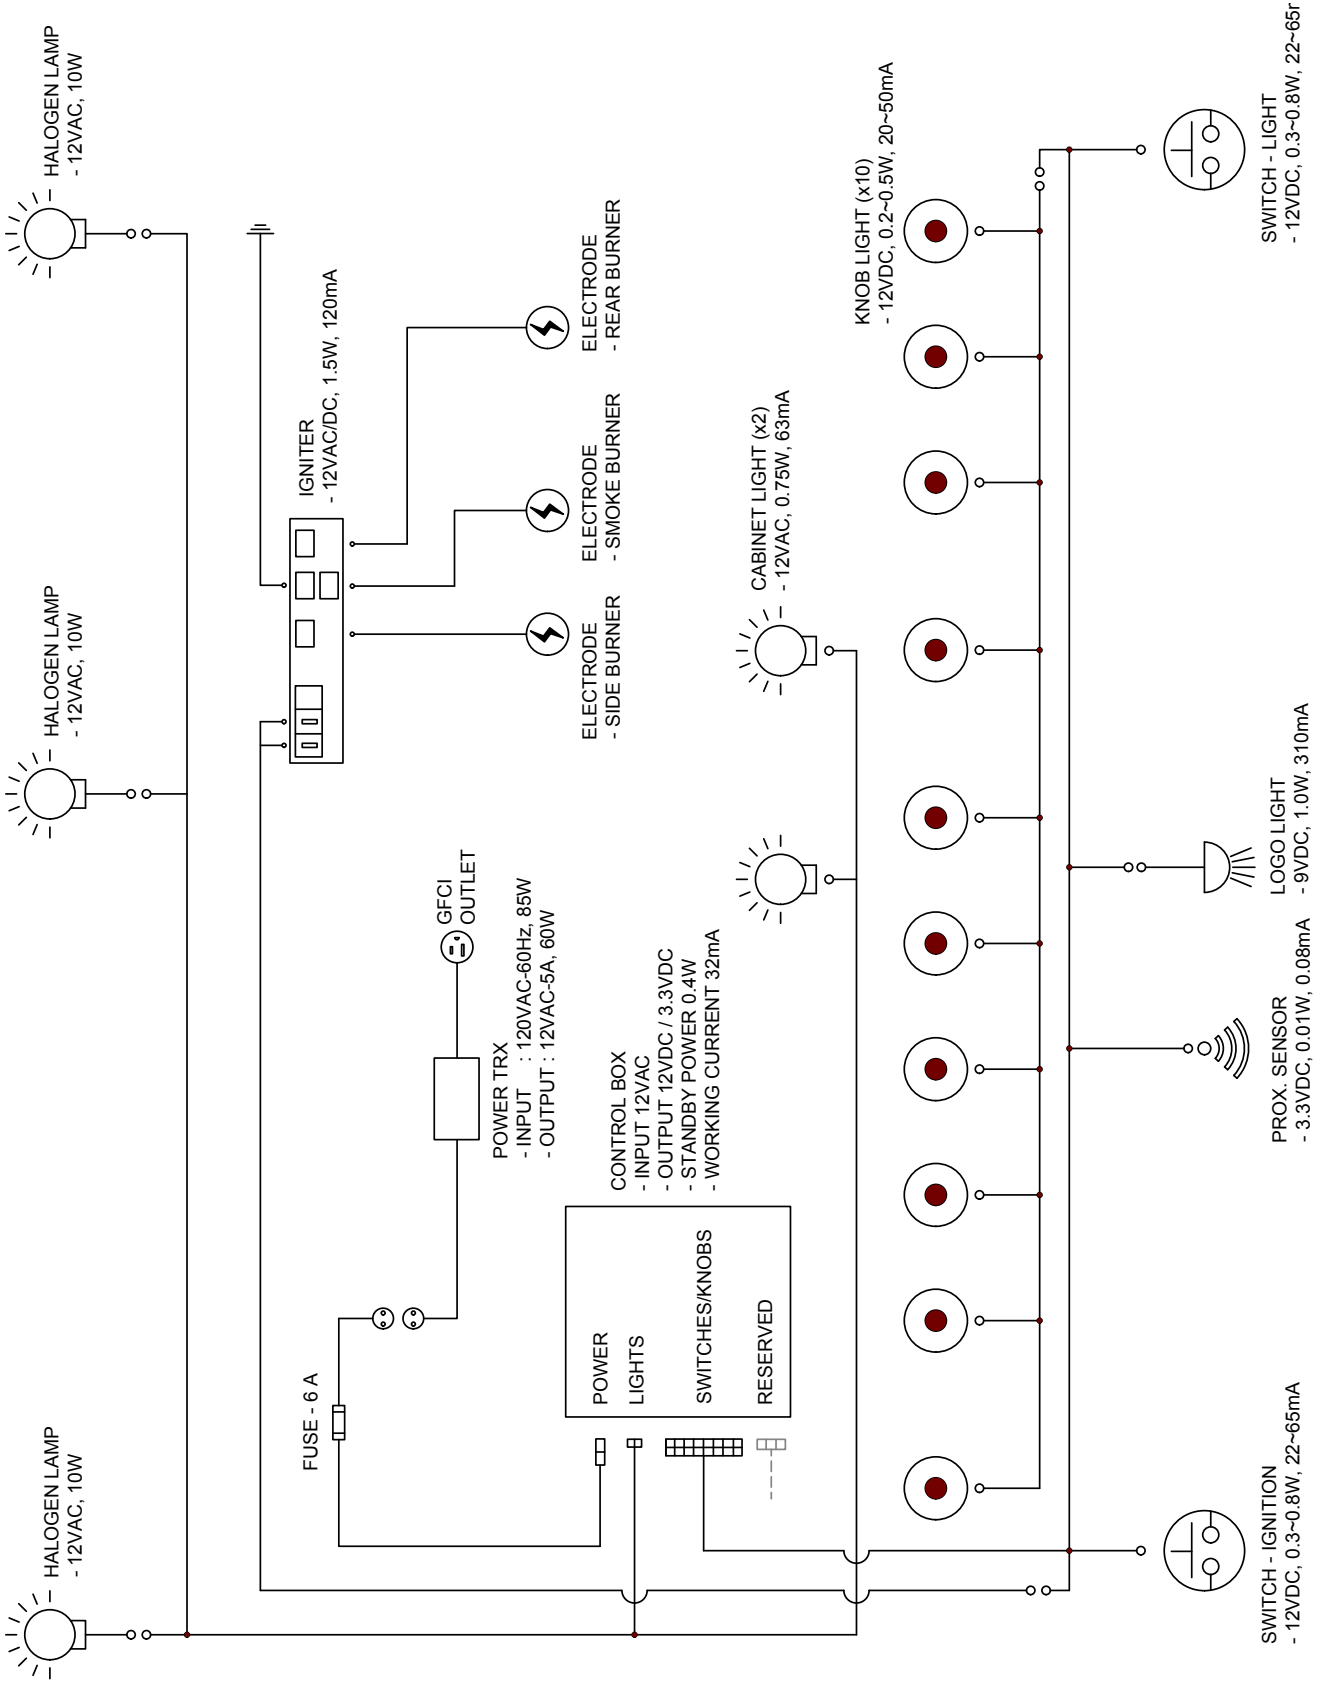 HALOGEN LAMP
- 12VAC, 10W
HALOGEN LAMP
- 12VAC, 10W
HALOGEN LAMP
- 12VAC, 10W
FUSE - 6 A
IGNITER
- 12VAC/DC, 1.5W, 120mA
GFCI
OUTLET
POWER TRX
- INPUT : 120VAC-60Hz, 85W
- OUTPUT : 12VAC-5A, 60W
ELECTRODE
- SIDE BURNER
ELECTRODE
- SMOKE BURNER
ELECTRODE
- REAR BURNER
CONTROL BOX
- INPUT 12VAC
- OUTPUT 12VDC / 3.3VDC
- STANDBY POWER 0.4W
- WORKING CURRENT 32mA
POWER
LIGHTS
SWITCHES/KNOBS
RESERVED
CABINET LIGHT (x2)
- 12VAC, 0.75W, 63mA
KNOB LIGHT (x10)
- 12VDC, 0.2~0.5W, 20~50mA
SWITCH - IGNITION
- 12VDC, 0.3~0.8W, 22~65mA
PROX. SENSOR
- 3.3VDC, 0.01W, 0.08mA
LOGO LIGHT
- 9VDC, 1.0W, 310mA
SWITCH - LIGHT
- 12VDC, 0.3~0.8W,